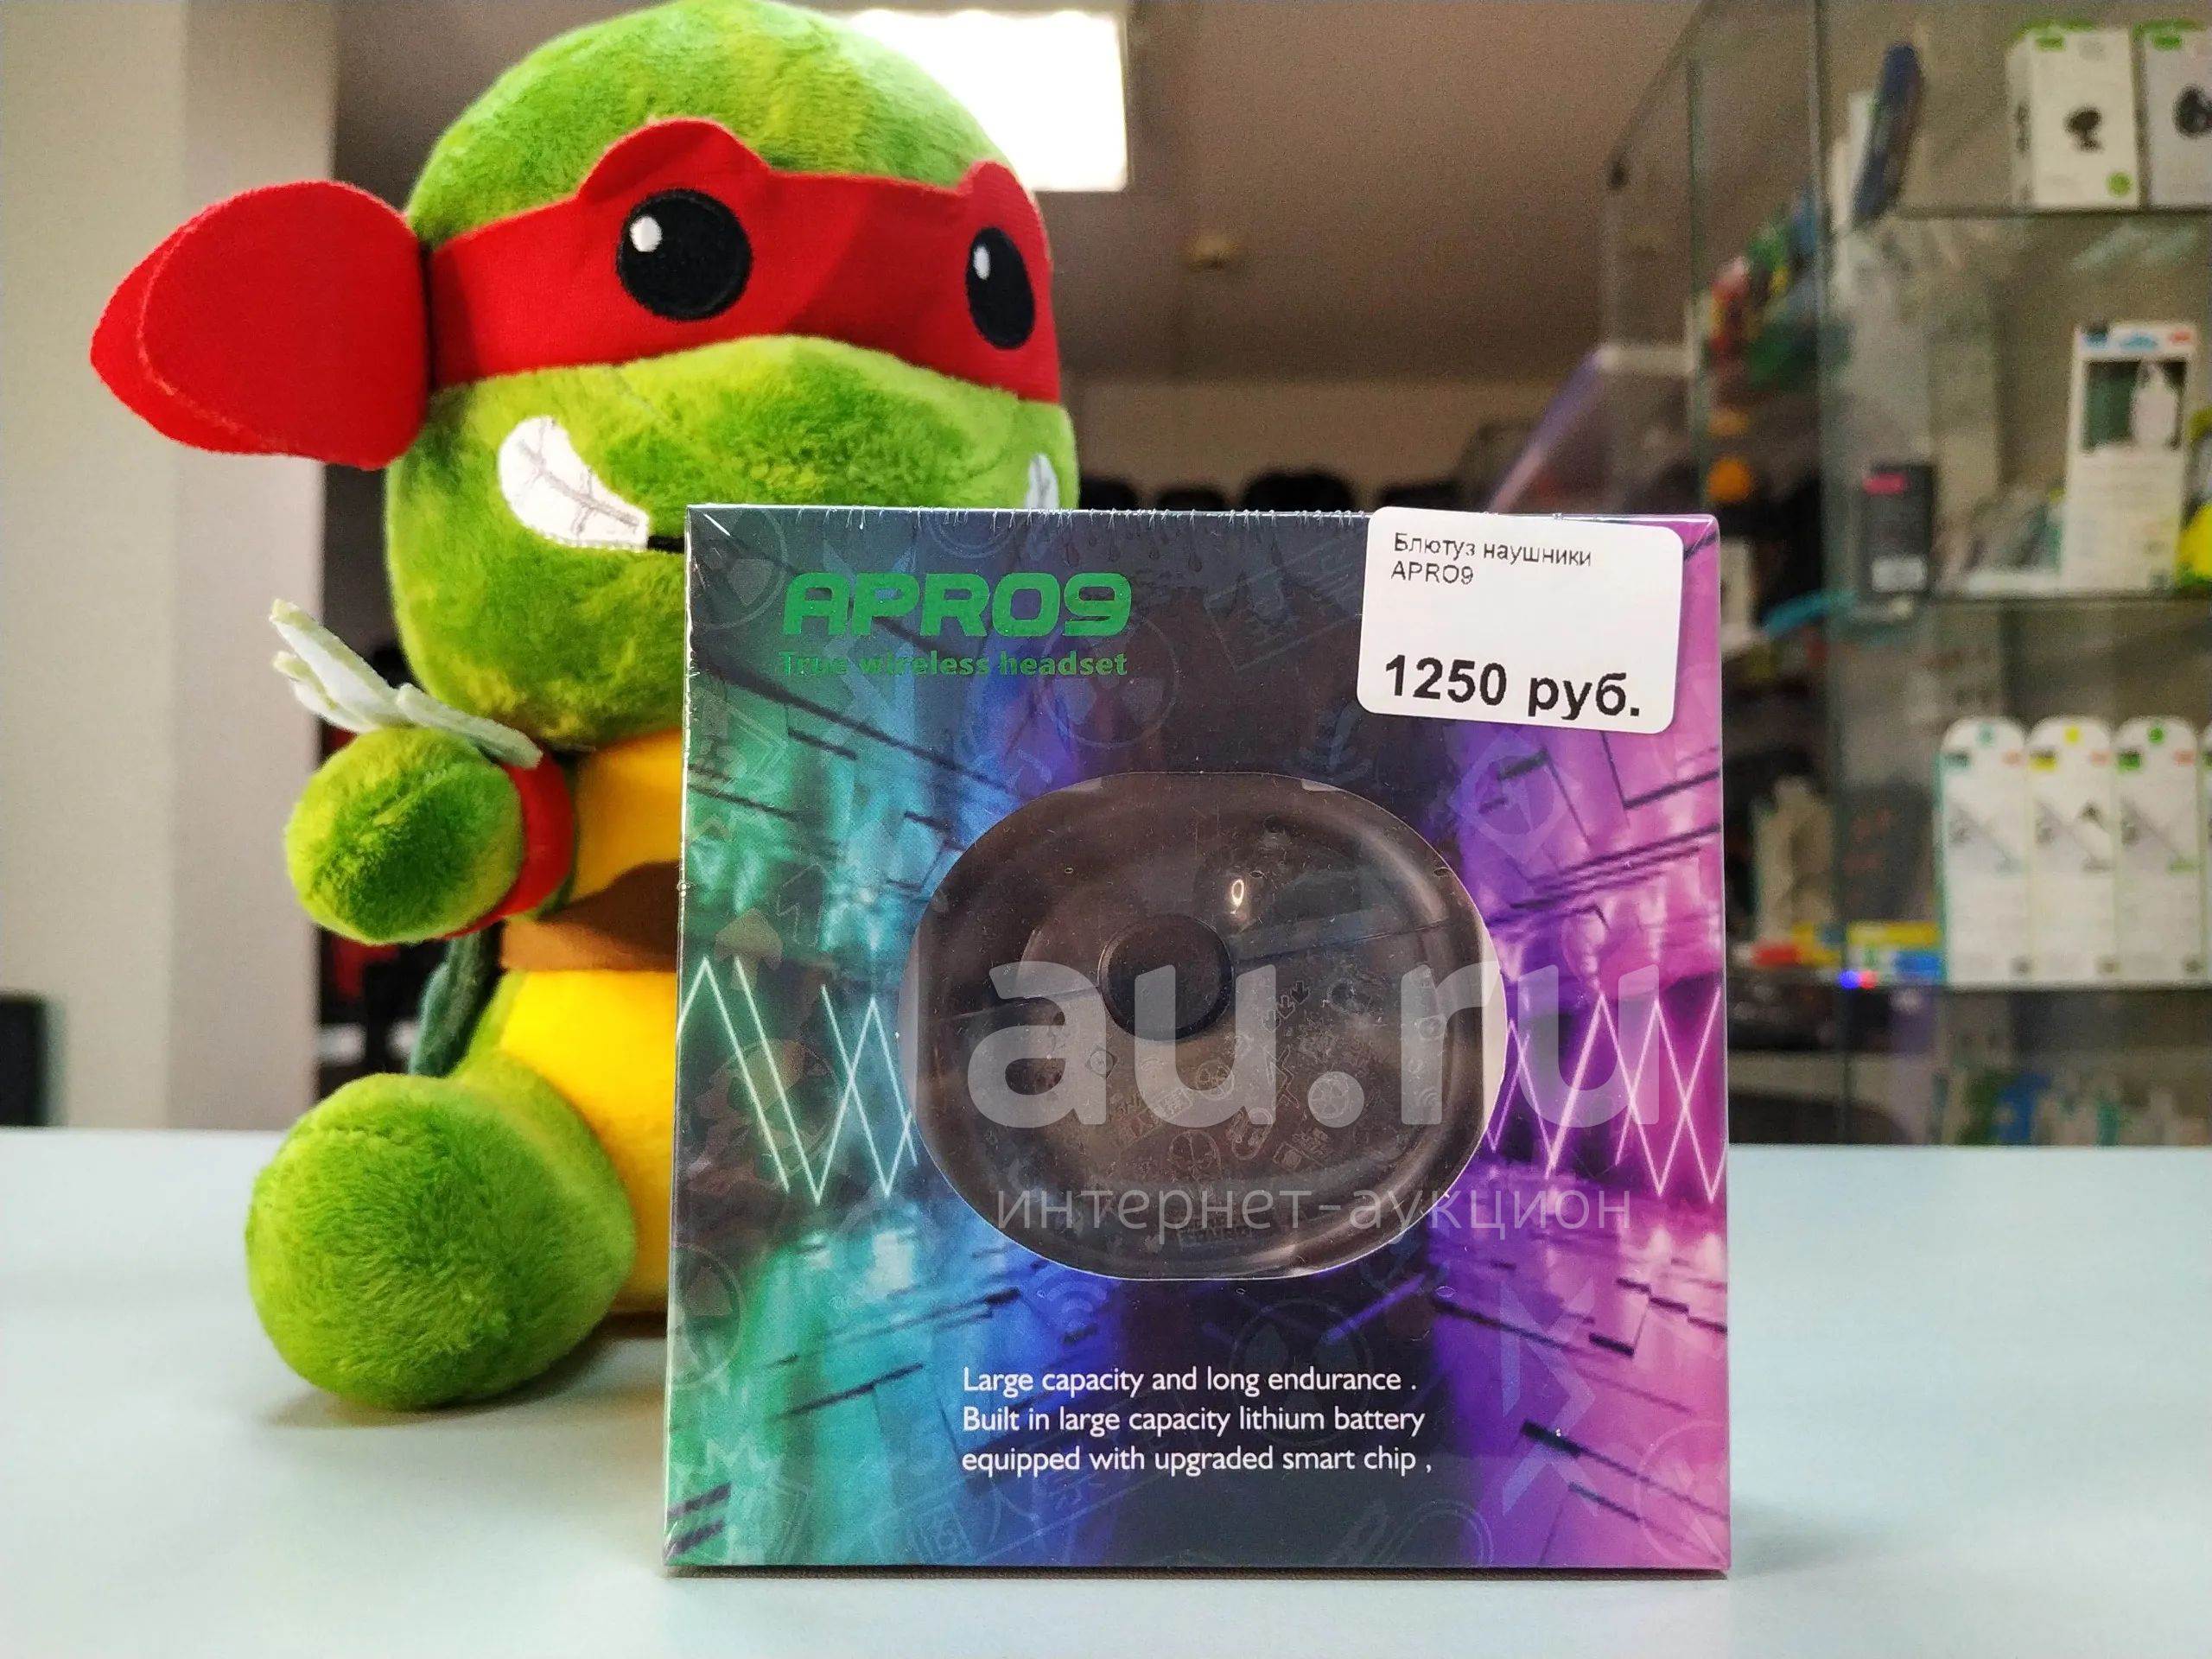 Блютуз наушники
APRO9
1250 руб.
APRO9
True wireless headset
au.ru
интернет-аукцион
Large capacity and long endurance .
Built in large capacity lithium battery
equipped with upgraded smart chip ,